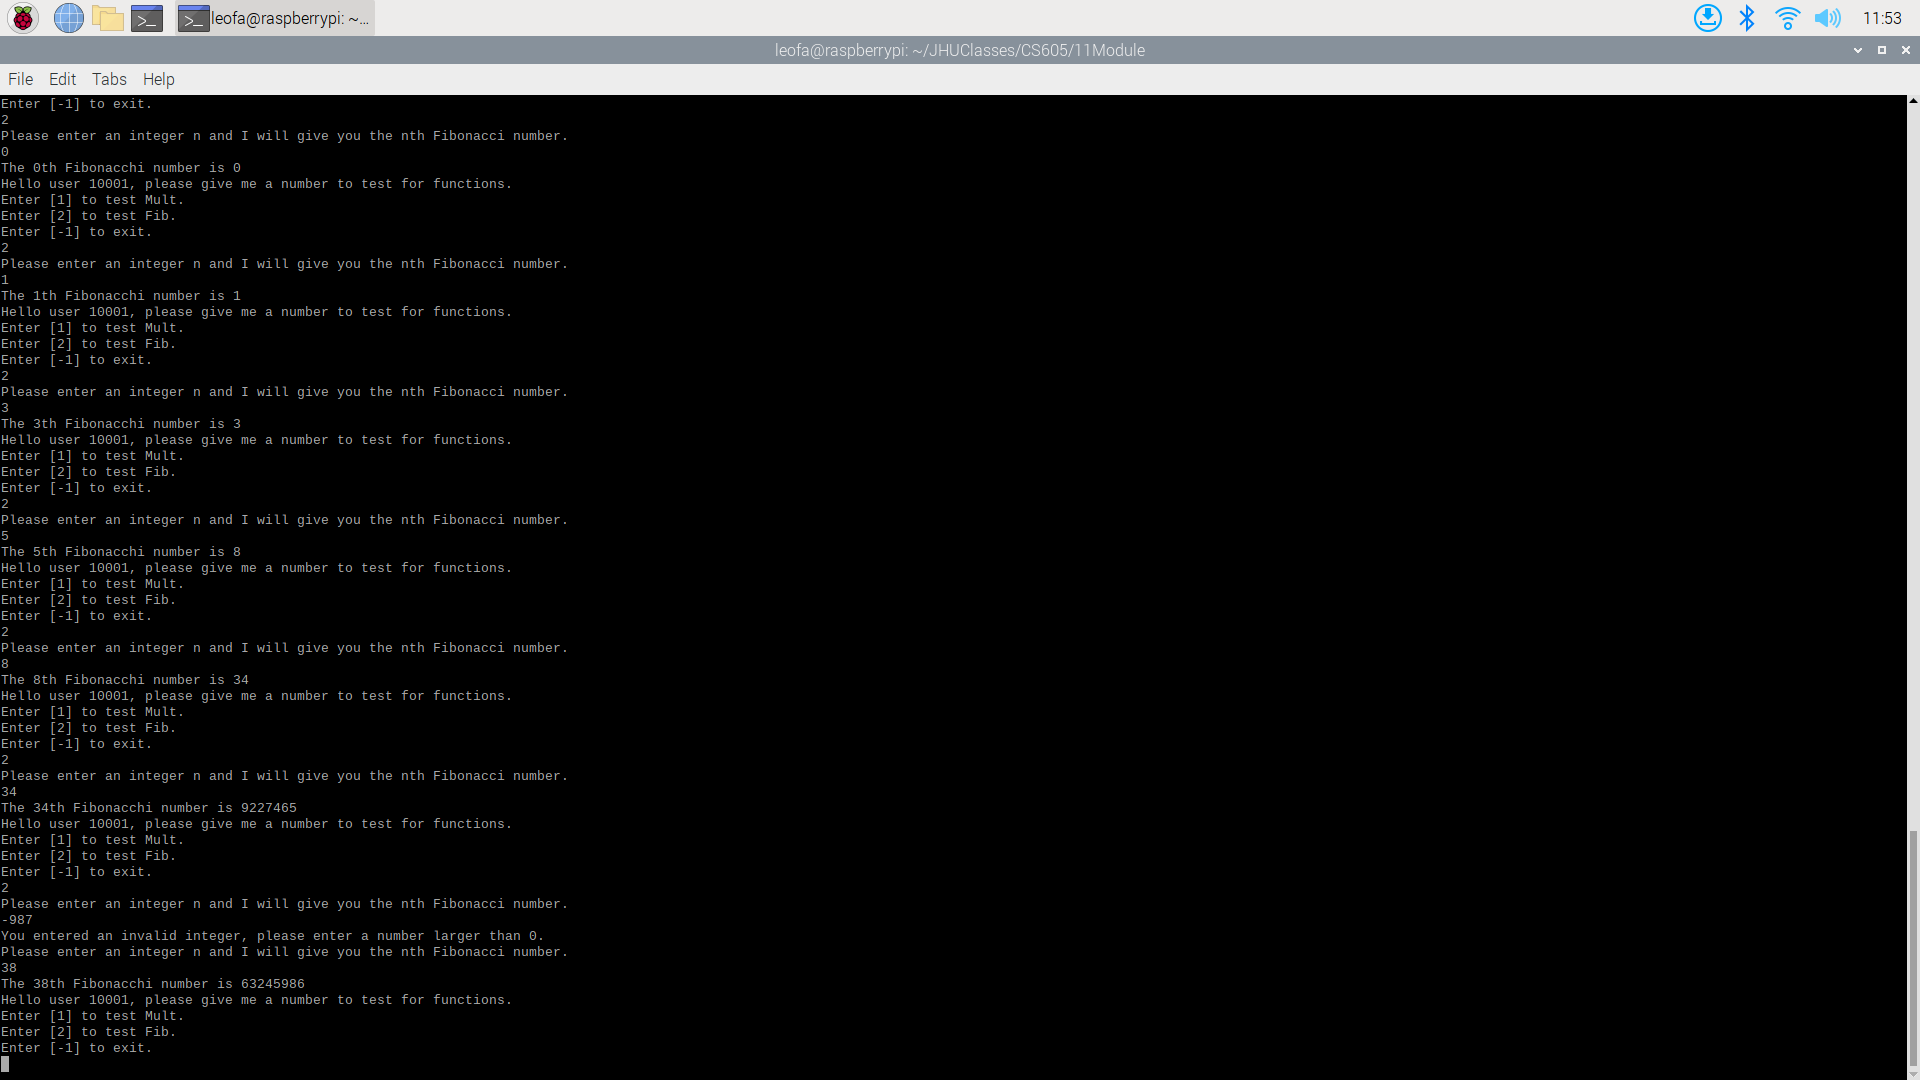 leofa@raspberrypi: ~...
11:53
leofa@raspberrypi: ~/JHUClasses/CS605/11Module
File Edit Tabs Help
Enter [-1] to exit.
2
Please enter an integer n and I will give you the nth Fibonacci number.
0
The 0th Fibonacchi number is 0
Hello user 10001, please give me a number to test for functions.
Enter [1] to test Mult.
Enter [2] to test Fib.
Enter [-1] to exit.
2
Please enter an integer n and I will give you the nth Fibonacci number.
1
The 1th Fibonacchi number is 1
Hello user 10001, please give me a number to test for functions.
Enter [1] to test Mult.
Enter [2] to test Fib.
Enter [-1] to exit.
2
Please enter an integer n and I will give you the nth Fibonacci number.
3
The 3th Fibonacchi number is 3
Hello user 10001, please give me a number to test for functions.
Enter [1] to test Mult.
Enter [2] to test Fib.
Enter [-1] to exit.
2
Please enter an integer n and I will give you the nth Fibonacci number.
5
The 5th Fibonacchi number is 8
Hello user 10001, please give me a number to test for functions.
Enter [1] to test Mult.
Enter [2] to test Fib.
Enter [-1] to exit.
2
Please enter an integer n and I will give you the nth Fibonacci number.
8
The 8th Fibonacchi number is 34
Hello user 10001, please give me a number to test for functions.
Enter [1] to test Mult.
Enter [2] to test Fib.
Enter [-1] to exit.
2
Please enter an integer n and I will give you the nth Fibonacci number.
34
The 34th Fibonacchi number is 9227465
Hello user 10001, please give me a number to test for functions.
Enter [1] to test Mult.
Enter [2] to test Fib.
Enter [-1] to exit.
2
Please enter an integer n and I will give you the nth Fibonacci number.
-987
You entered an invalid integer, please enter a number larger than 0.
Please enter an integer n and I will give you the nth Fibonacci number.
38
The 38th Fibonacchi number is 63245986
Hello user 10001, please give me a number to test for functions.
Enter [1] to test Mult.
Enter [2] to test Fib.
Enter [-1] to exit.